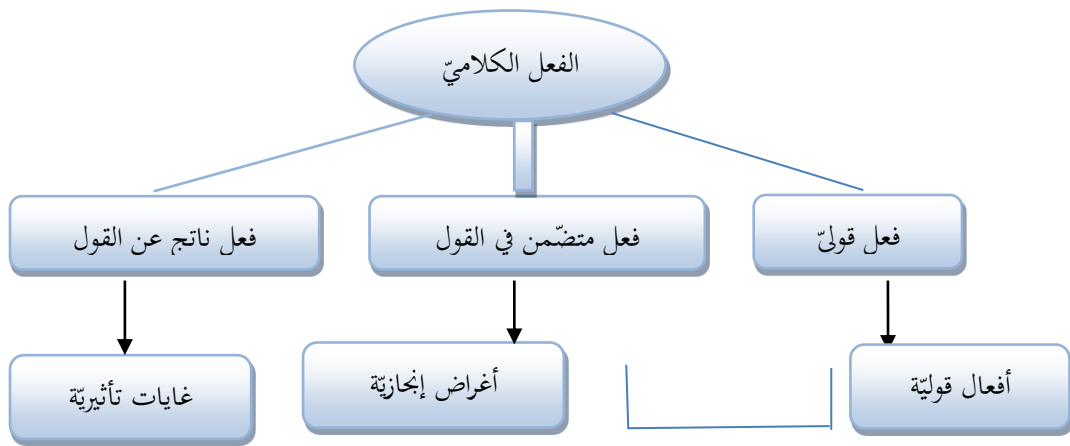 الفعل الكلاميّ
فعل قوليّ
فعل متضّمن في القول
فعل ناتج عن القول
أفعال قوليّة
أغراض إنجازيّة
غايات تأثيريّة